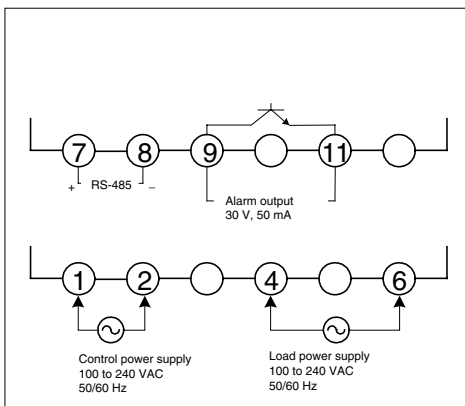 7 8 9 11
+ RS-485 −
Alarm output
30 V, 50 mA
1 2 4 6
Control power supply
100 to 240 VAC
50/60 Hz
Load power supply
100 to 240 VAC
50/60 Hz